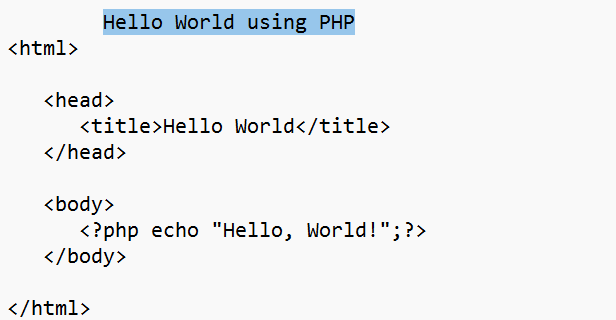 Hello World using PHP
<html>
<head>
<title>Hello World</title>
</head>
<body>
<?php echo "Hello, World!";?>
</body>
</html>